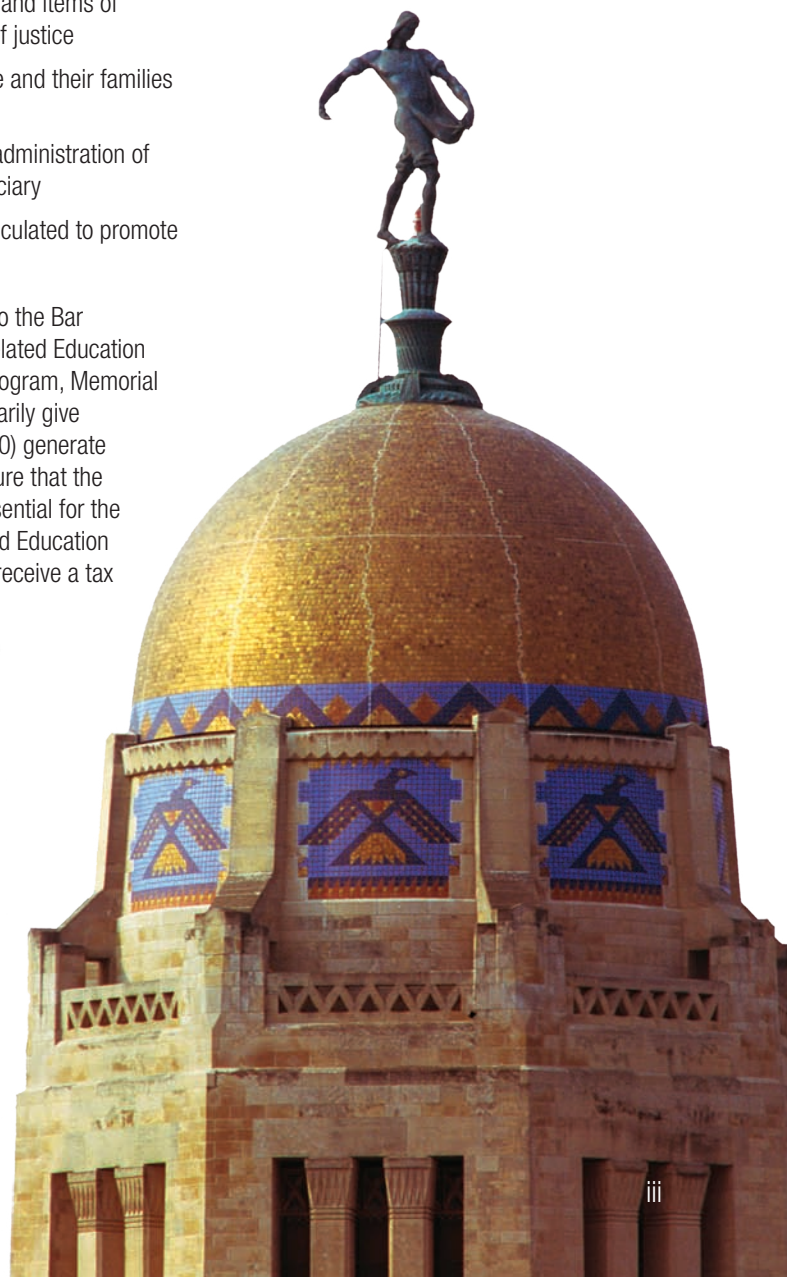 and items of
f justice
e and their families
administration of
ciary
culated to promote
o the Bar
lated Education
ogram, Memorial
arily give
0) generate
ure that the
sential for the
d Education
receive a tax
iii